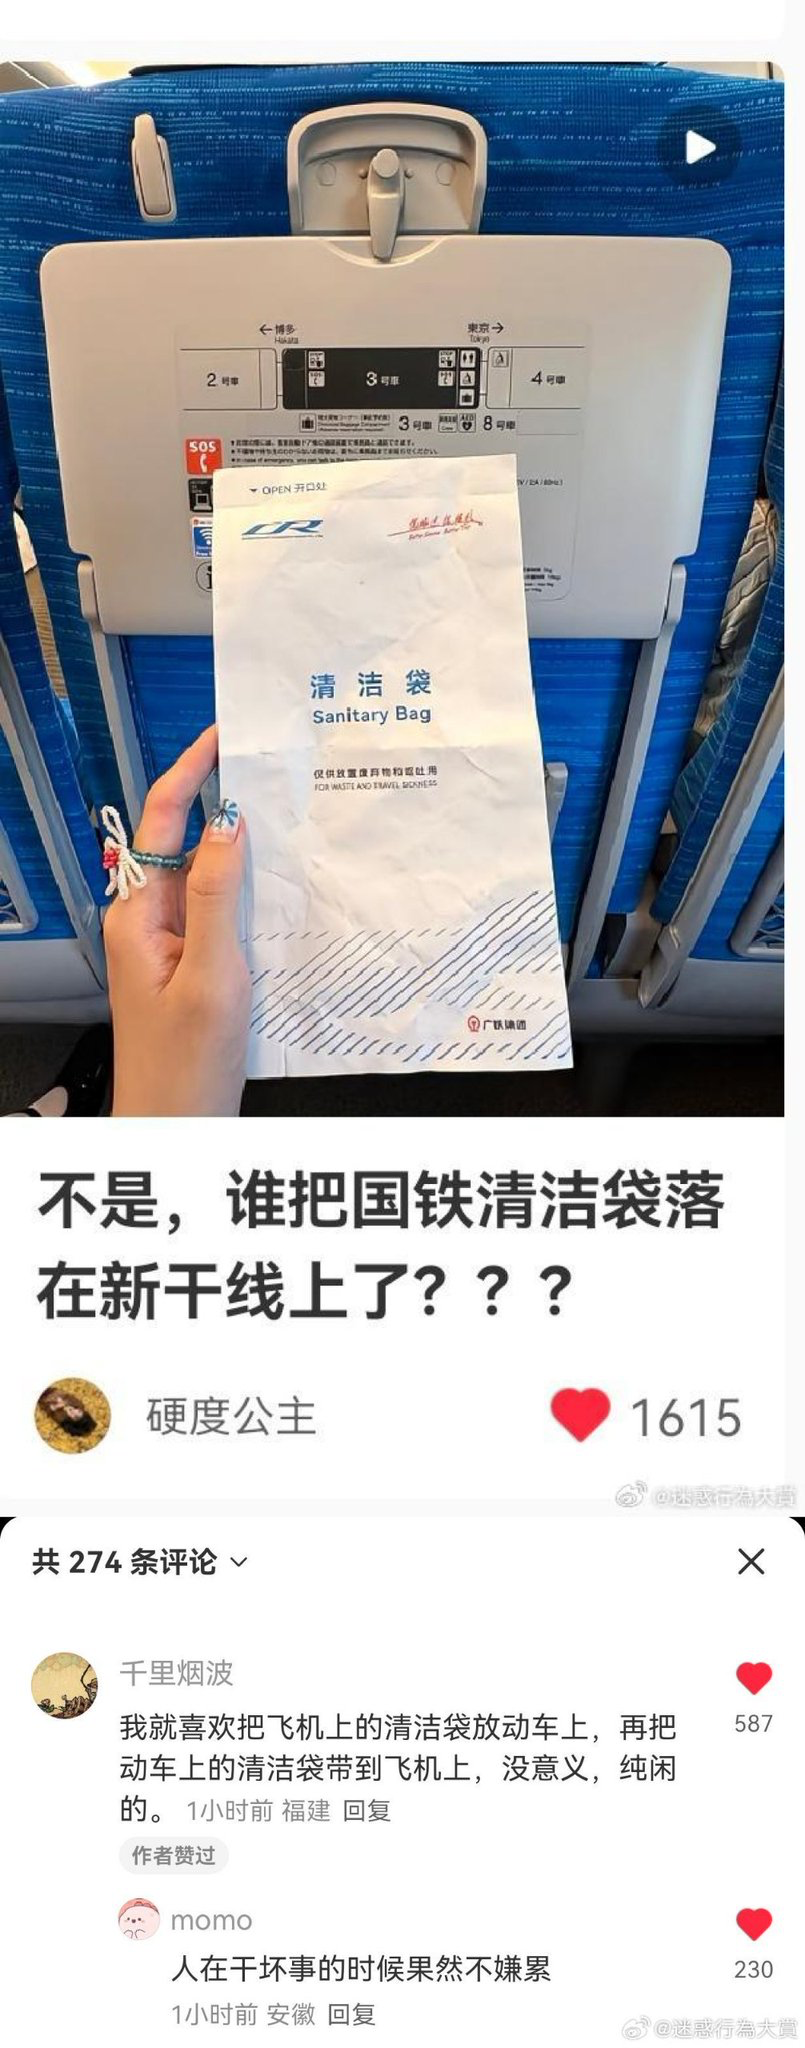 ←博多
Hakata
東京→
Tokyo
2号車
3号車
4号車
3号車
8号車
SOS
OPEN 开口处
CR
清洁袋
Sanitary Bag
仅供放置废弃物和呕吐用
FOR WASTE AND TRAVEL SICKNESS
广铁集团
不是，谁把国铁清洁袋落
在新干线上了？？？
硬度公主
1615
@迷惑行為大賞
共 274 条评论
千里烟波
我就喜欢把飞机上的清洁袋放动车上，再把
动车上的清洁袋带到飞机上，没意义，纯闲
的。 1小时前 福建 回复
587
作者赞过
momo
人在干坏事的时候果然不嫌累
230
1小时前 安徽 回复
@迷惑行為大賞